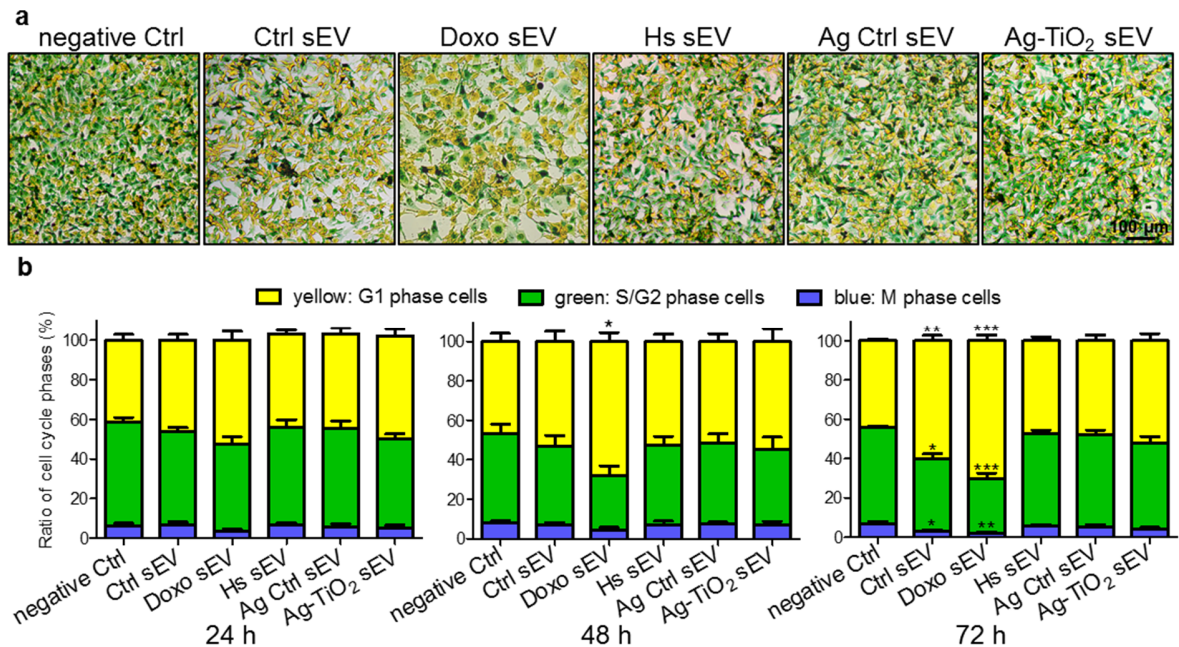 a
negative Ctrl Ctrl sEV Doxo sEV Hs sEV Ag Ctrl sEV Ag-TiO₂ sEV
100 µm
b
yellow: G1 phase cells green: S/G2 phase cells blue: M phase cells
Ratio of cell cycle phases (%)
100
80
60
40
20
0
negative Ctrl
Ctrl sEV
Doxo sEV
Hs sEV
Ag Ctrl sEV
Ag-TiO₂ sEV
24 h
*
100
80
60
40
20
0
negative Ctrl
Ctrl sEV
Doxo sEV
Hs sEV
Ag Ctrl sEV
Ag-TiO₂ sEV
48 h
** ***
* ***
* **
100
80
60
40
20
0
negative Ctrl
Ctrl sEV
Doxo sEV
Hs sEV
Ag Ctrl sEV
Ag-TiO₂ sEV
72 h